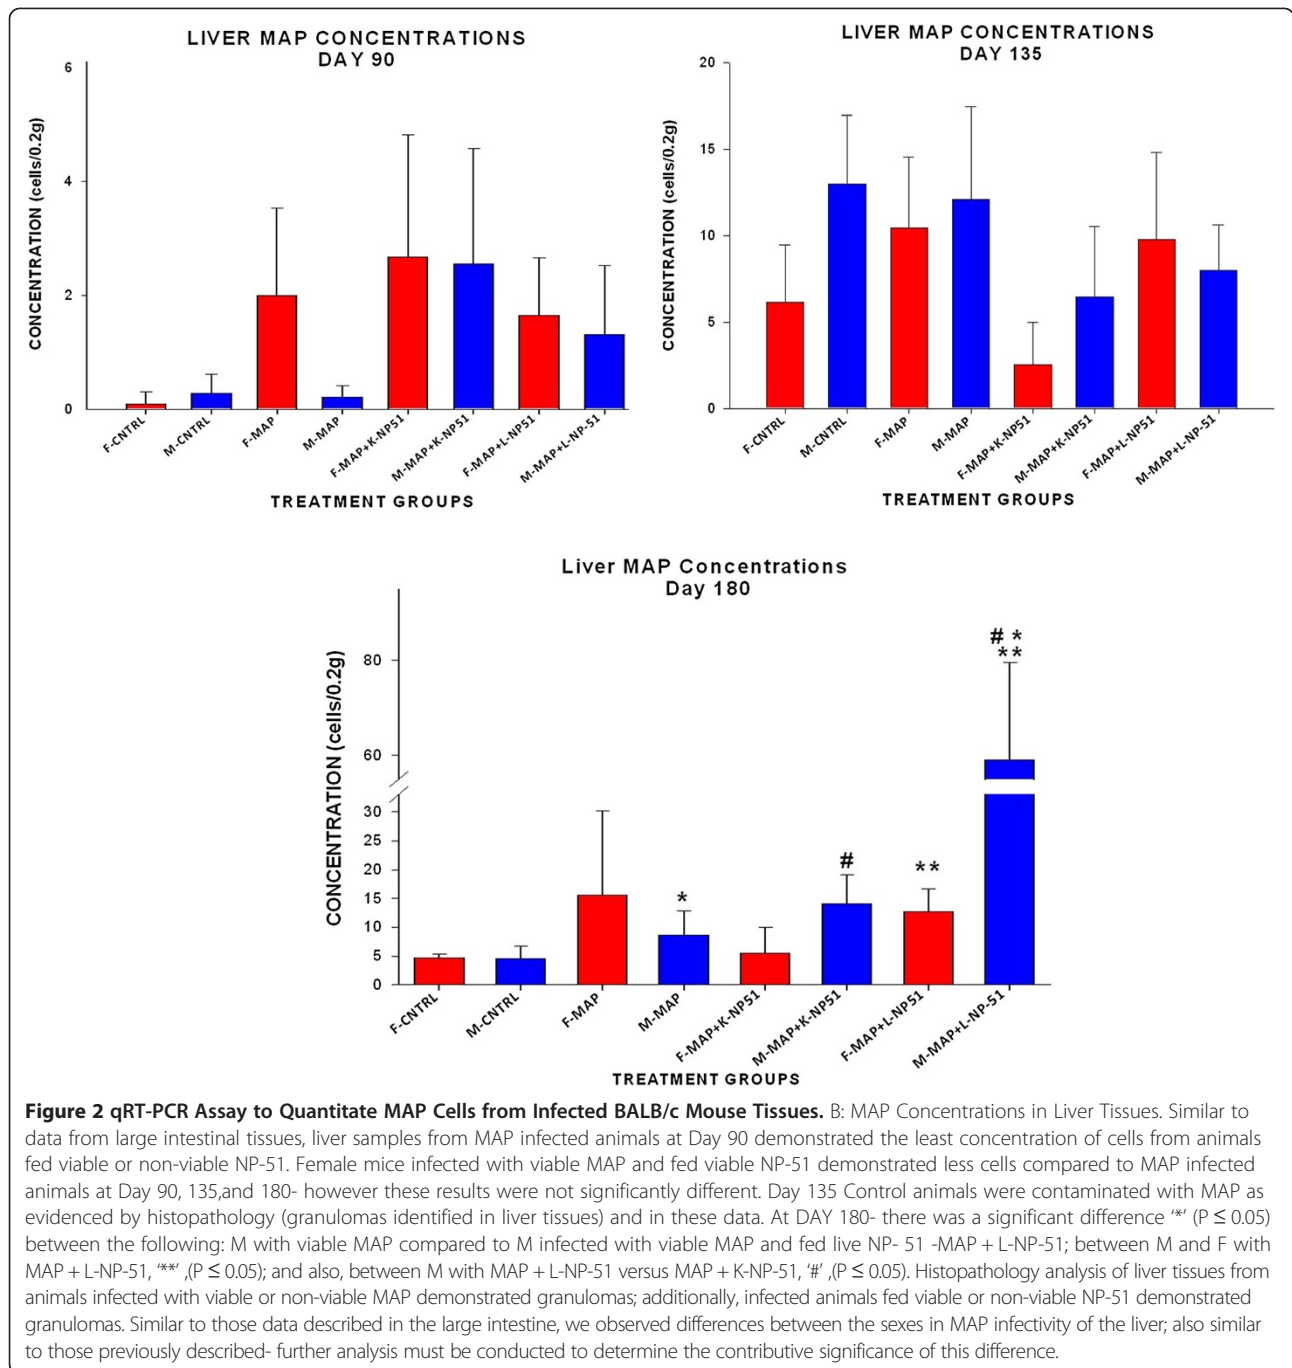 LIVER MAP CONCENTRATIONS
DAY 90
6
4
2
0
CONCENTRATION (cells/0.2g)
F-CNTRL
M-CNTRL
F-MAP
M-MAP
F-MAP+K-NP51
M-MAP+K-NP51
F-MAP+L-NP51
M-MAP+L-NP-51
TREATMENT GROUPS
LIVER MAP CONCENTRATIONS
DAY 135
20
15
10
5
0
CONCENTRATION (cells/0.2g)
F-CNTRL
M-CNTRL
F-MAP
M-MAP
F-MAP+K-NP51
M-MAP+K-NP51
F-MAP+L-NP51
M-MAP+L-NP-51
TREATMENT GROUPS
Liver MAP Concentrations
Day 180
80
60
30
25
20
15
10
5
0
CONCENTRATION (cells/0.2g)
*
#
**
# *
**
F-CNTRL
M-CNTRL
F-MAP
M-MAP
F-MAP+K-NP51
M-MAP+K-NP51
F-MAP+L-NP51
M-MAP+L-NP-51
TREATMENT GROUPS
Figure 2 qRT-PCR Assay to Quantitate MAP Cells from Infected BALB/c Mouse Tissues. B: MAP Concentrations in Liver Tissues. Similar to
data from large intestinal tissues, liver samples from MAP infected animals at Day 90 demonstrated the least concentration of cells from animals
fed viable or non-viable NP-51. Female mice infected with viable MAP and fed viable NP-51 demonstrated less cells compared to MAP infected
animals at Day 90, 135,and 180- however these results were not significantly different. Day 135 Control animals were contaminated with MAP as
evidenced by histopathology (granulomas identified in liver tissues) and in these data. At DAY 180- there was a significant difference ‘*’ (P ≤ 0.05)
between the following: M with viable MAP compared to M infected with viable MAP and fed live NP- 51 -MAP + L-NP-51; between M and F with
MAP + L-NP-51, ‘**’ ,(P ≤ 0.05); and also, between M with MAP + L-NP-51 versus MAP + K-NP-51, ‘#’ ,(P ≤ 0.05). Histopathology analysis of liver tissues from
animals infected with viable or non-viable MAP demonstrated granulomas; additionally, infected animals fed viable or non-viable NP-51 demonstrated
granulomas. Similar to those data described in the large intestine, we observed differences between the sexes in MAP infectivity of the liver; also similar
to those previously described- further analysis must be conducted to determine the contributive significance of this difference.